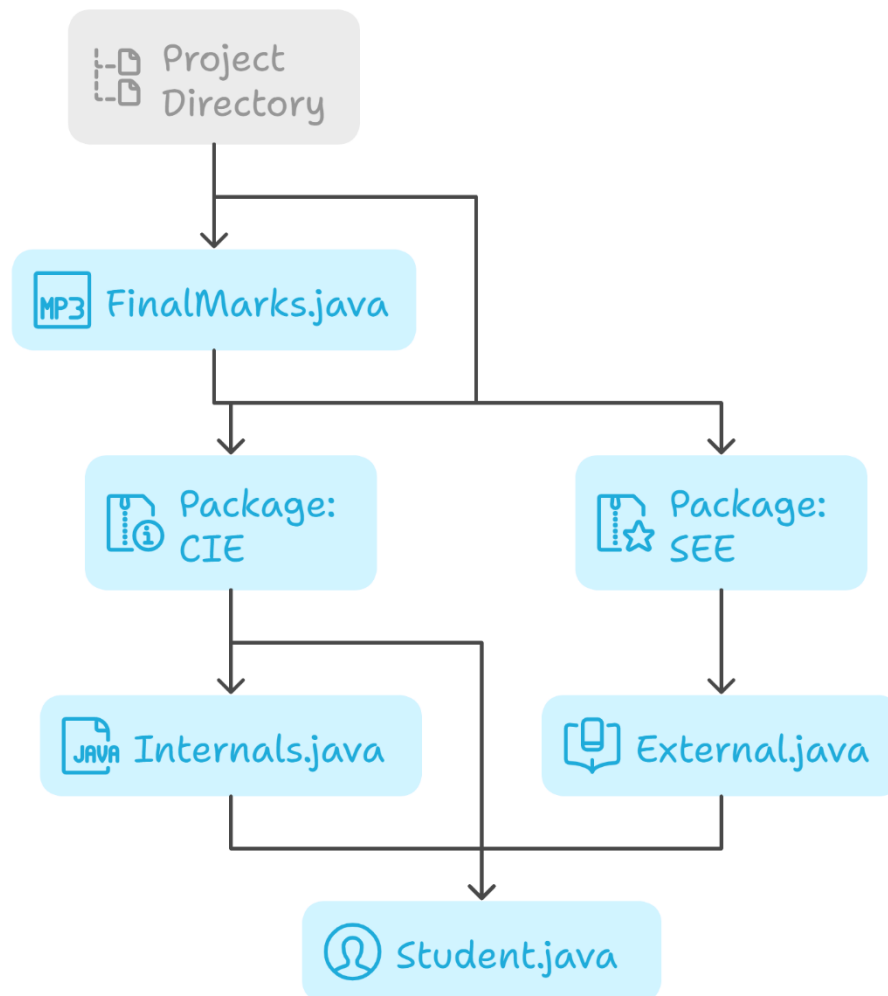 Project
Directory
MP3
FinalMarks.java
Package:
CIE
Package:
SEE
JAVA
Internals.java
External.java
Student.java